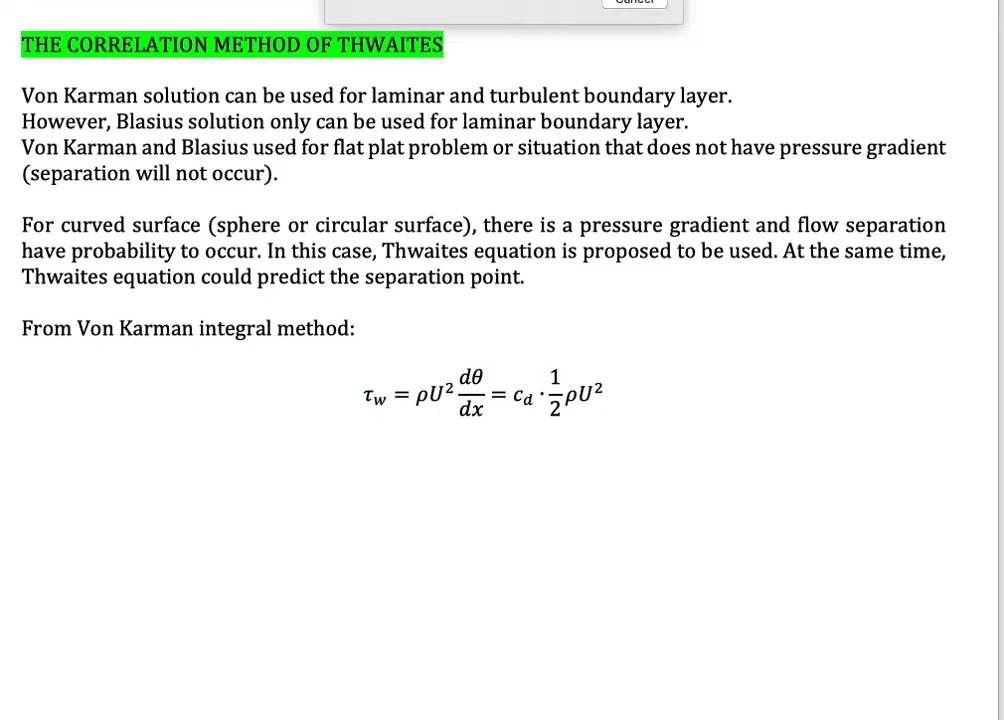 Cancel
THE CORRELATION METHOD OF THWAITES
Von Karman solution can be used for laminar and turbulent boundary layer.
However, Blasius solution only can be used for laminar boundary layer.
Von Karman and Blasius used for flat plat problem or situation that does not have pressure gradient
(separation will not occur).
For curved surface (sphere or circular surface), there is a pressure gradient and flow separation
have probability to occur. In this case, Thwaites equation is proposed to be used. At the same time,
Thwaites equation could predict the separation point.
From Von Karman integral method:
τ_w = ρU² dθ/dx = c_d · 1/2 ρU²